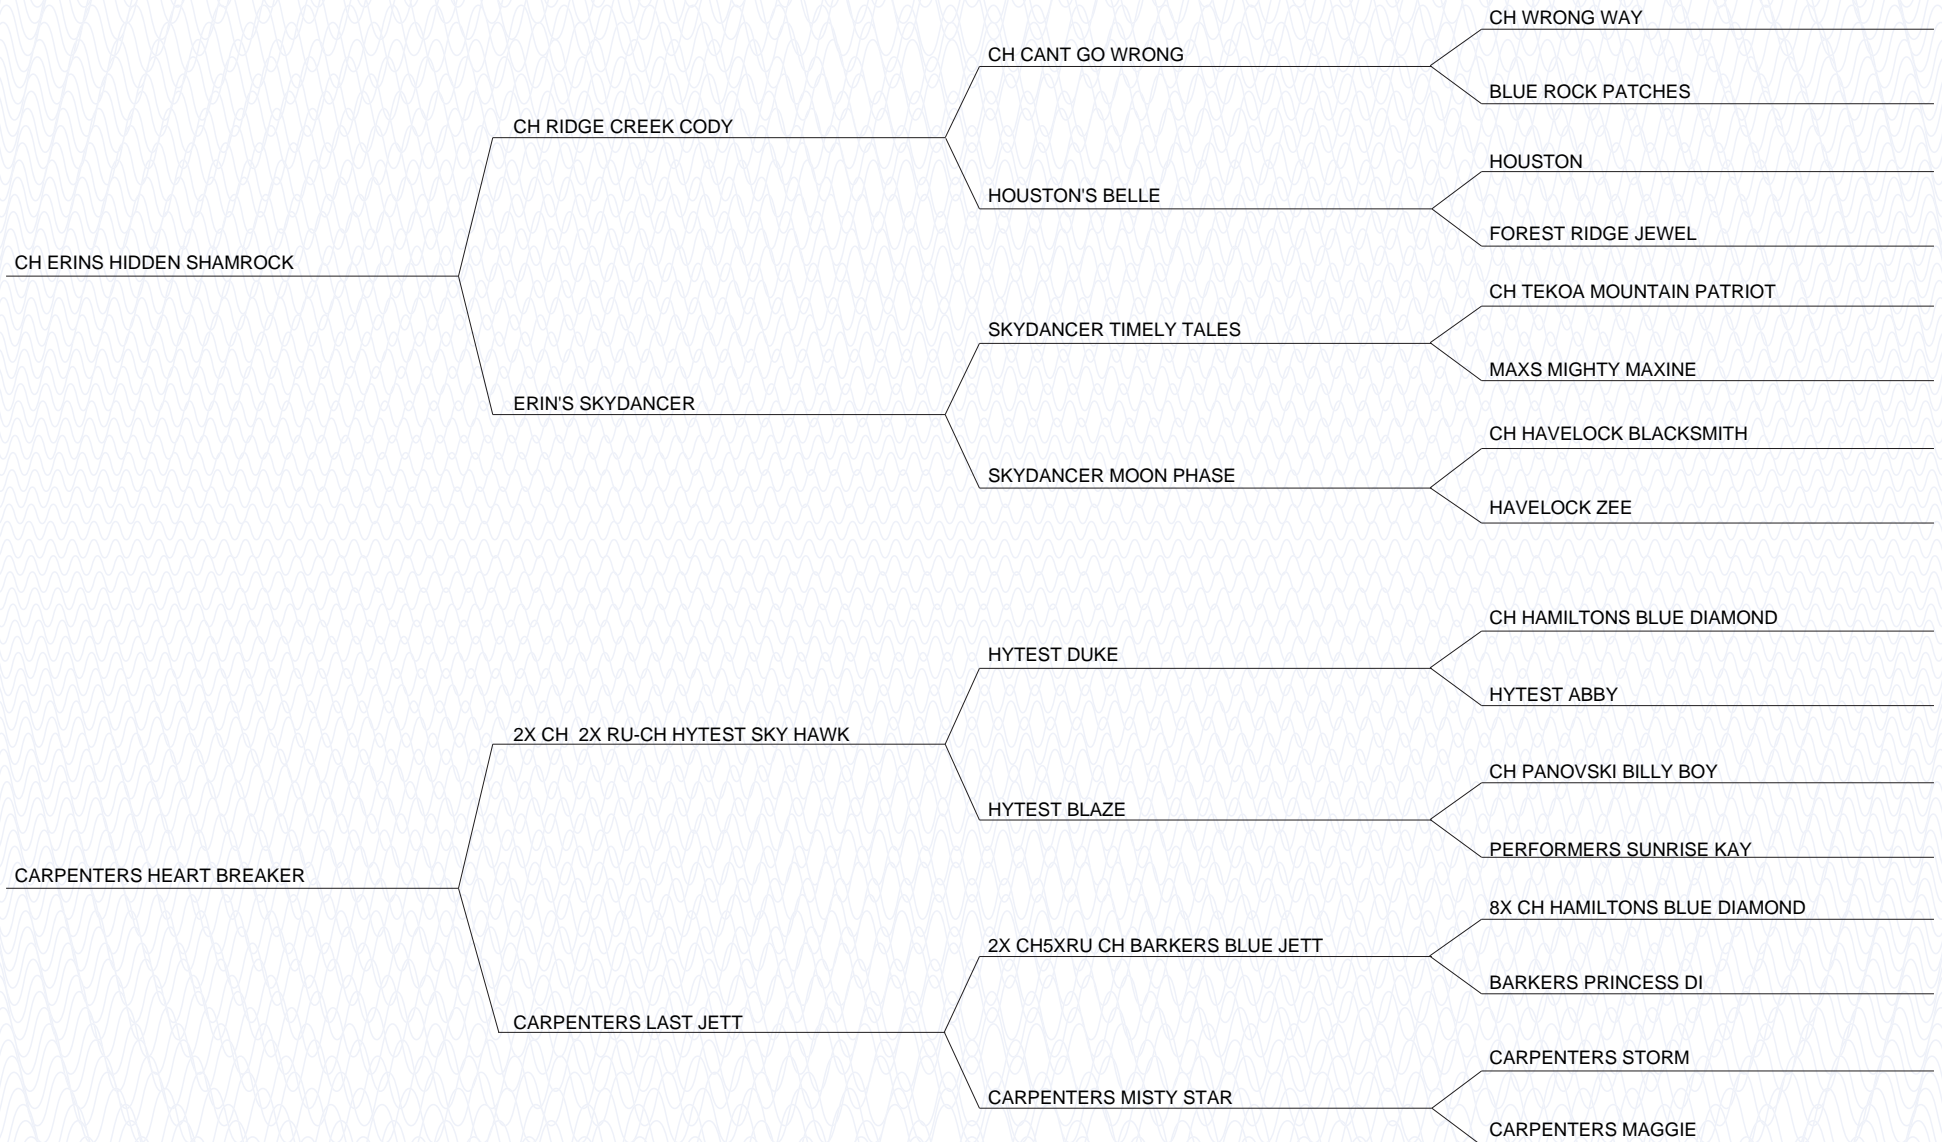 CH WRONG WAY
CH CANT GO WRONG
BLUE ROCK PATCHES
CH RIDGE CREEK CODY
HOUSTON
HOUSTON'S BELLE
FOREST RIDGE JEWEL
CH ERINS HIDDEN SHAMROCK
CH TEKOA MOUNTAIN PATRIOT
SKYDANCER TIMELY TALES
MAXS MIGHTY MAXINE
ERIN'S SKYDANCER
CH HAVELOCK BLACKSMITH
SKYDANCER MOON PHASE
HAVELOCK ZEE
CH HAMILTONS BLUE DIAMOND
HYTEST DUKE
HYTEST ABBY
2X CH  2X RU-CH HYTEST SKY HAWK
CH PANOVSKI BILLY BOY
HYTEST BLAZE
PERFORMERS SUNRISE KAY
CARPENTERS HEART BREAKER
8X CH HAMILTONS BLUE DIAMOND
2X CH5XRU CH BARKERS BLUE JETT
BARKERS PRINCESS DI
CARPENTERS LAST JETT
CARPENTERS STORM
CARPENTERS MISTY STAR
CARPENTERS MAGGIE